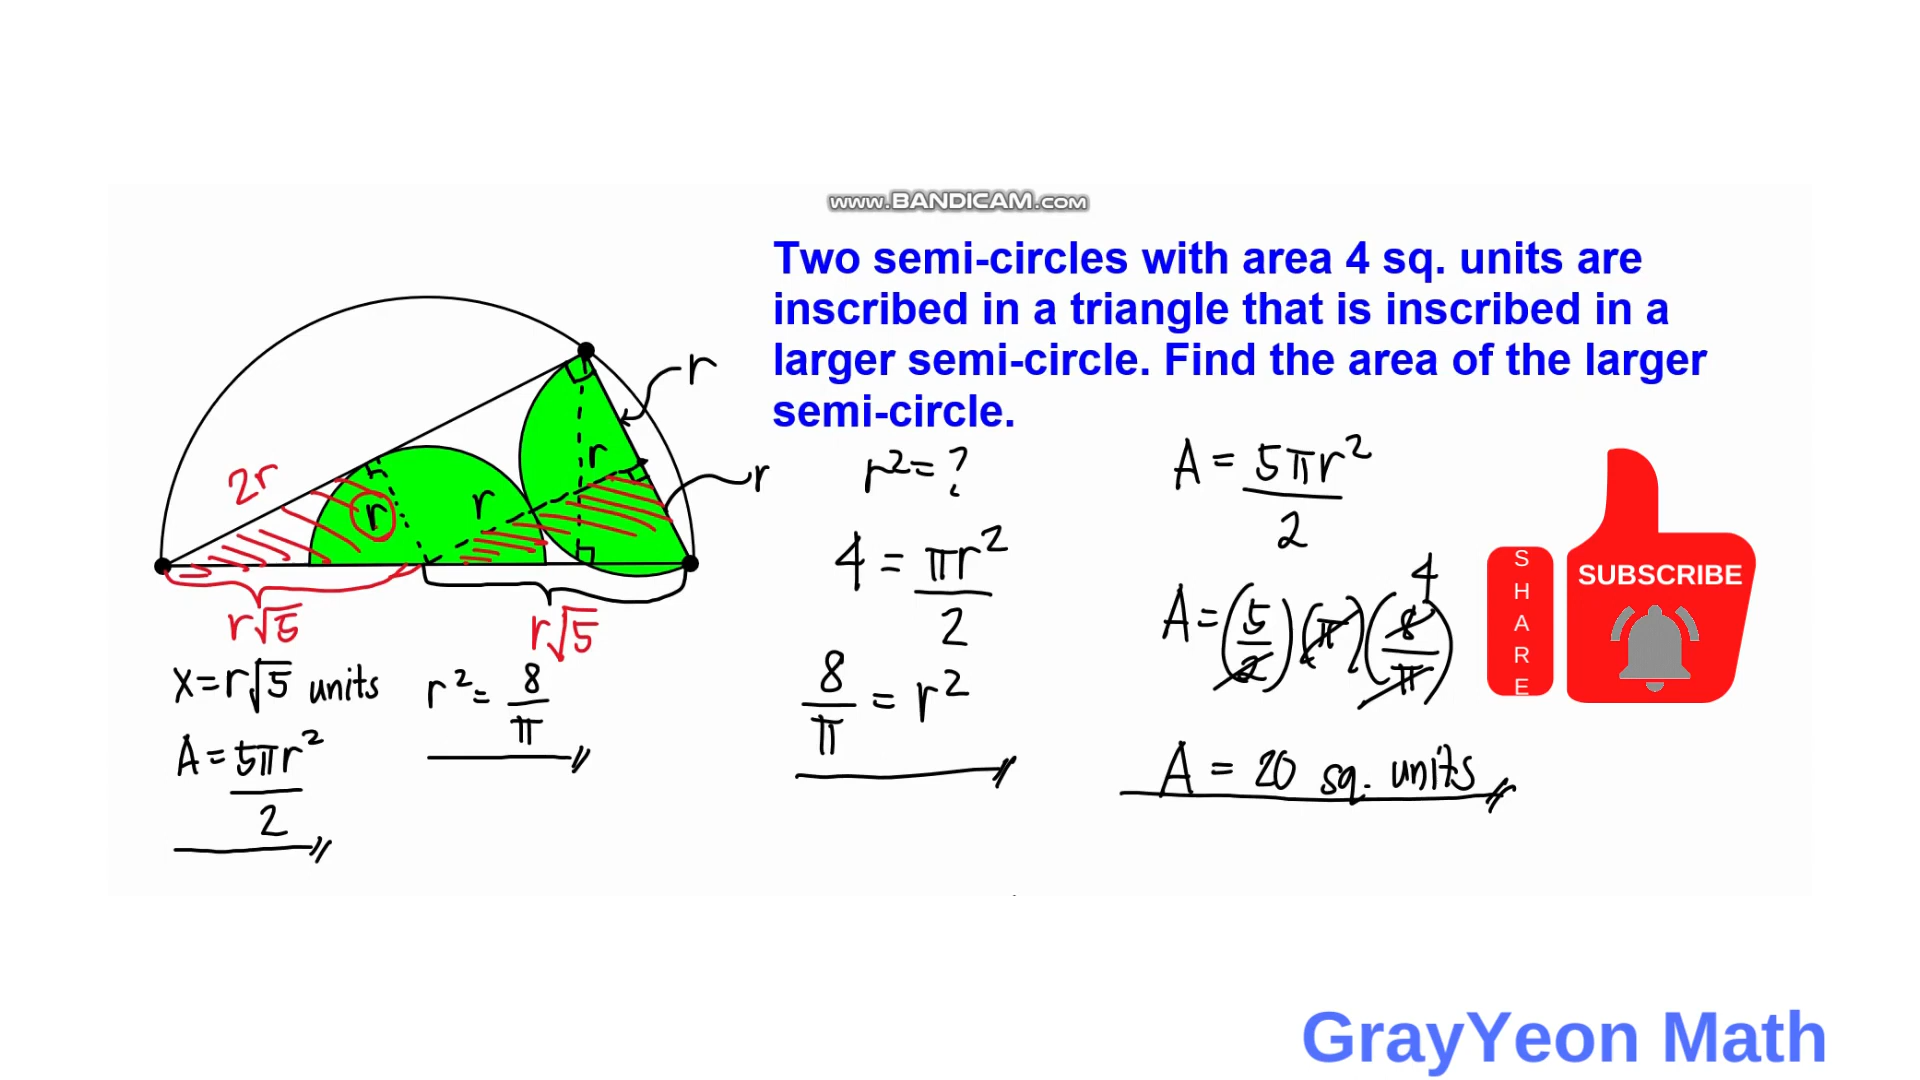 www.BANDICAM.com
Two semi-circles with area 4 sq. units are
inscribed in a triangle that is inscribed in a
larger semi-circle. Find the area of the larger
semi-circle.
r
r
2r
r
r
r
r√5
r√5
x=r√5 units
A=5πr²/2
r²=8/π
r²=?
4=πr²/2
8/π=r²
A=5πr²/2
4
A=(5/2)(π)(8/π)
A = 20 sq. units
SHARE
SUBSCRIBE
GrayYeon Math